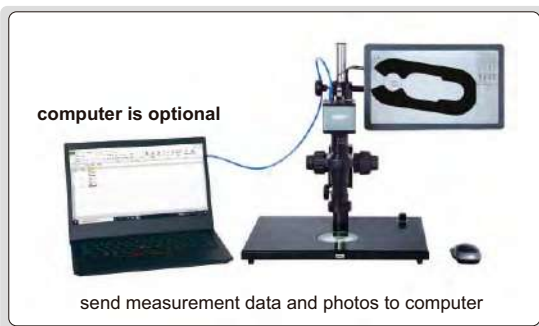 computer is optional
send measurement data and photos to computer